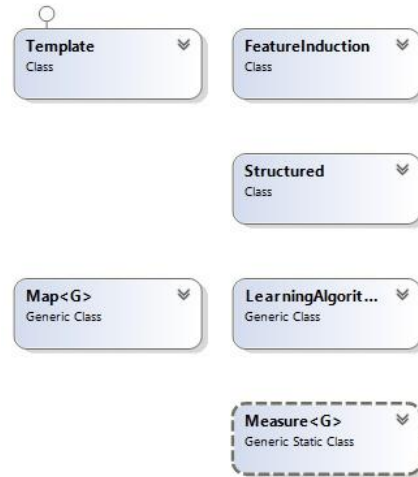 Template
Class
FeatureInduction
Class
Structured
Class
Map<G>
Generic Class
LearningAlgorit...
Generic Class
Measure<G>
Generic Static Class